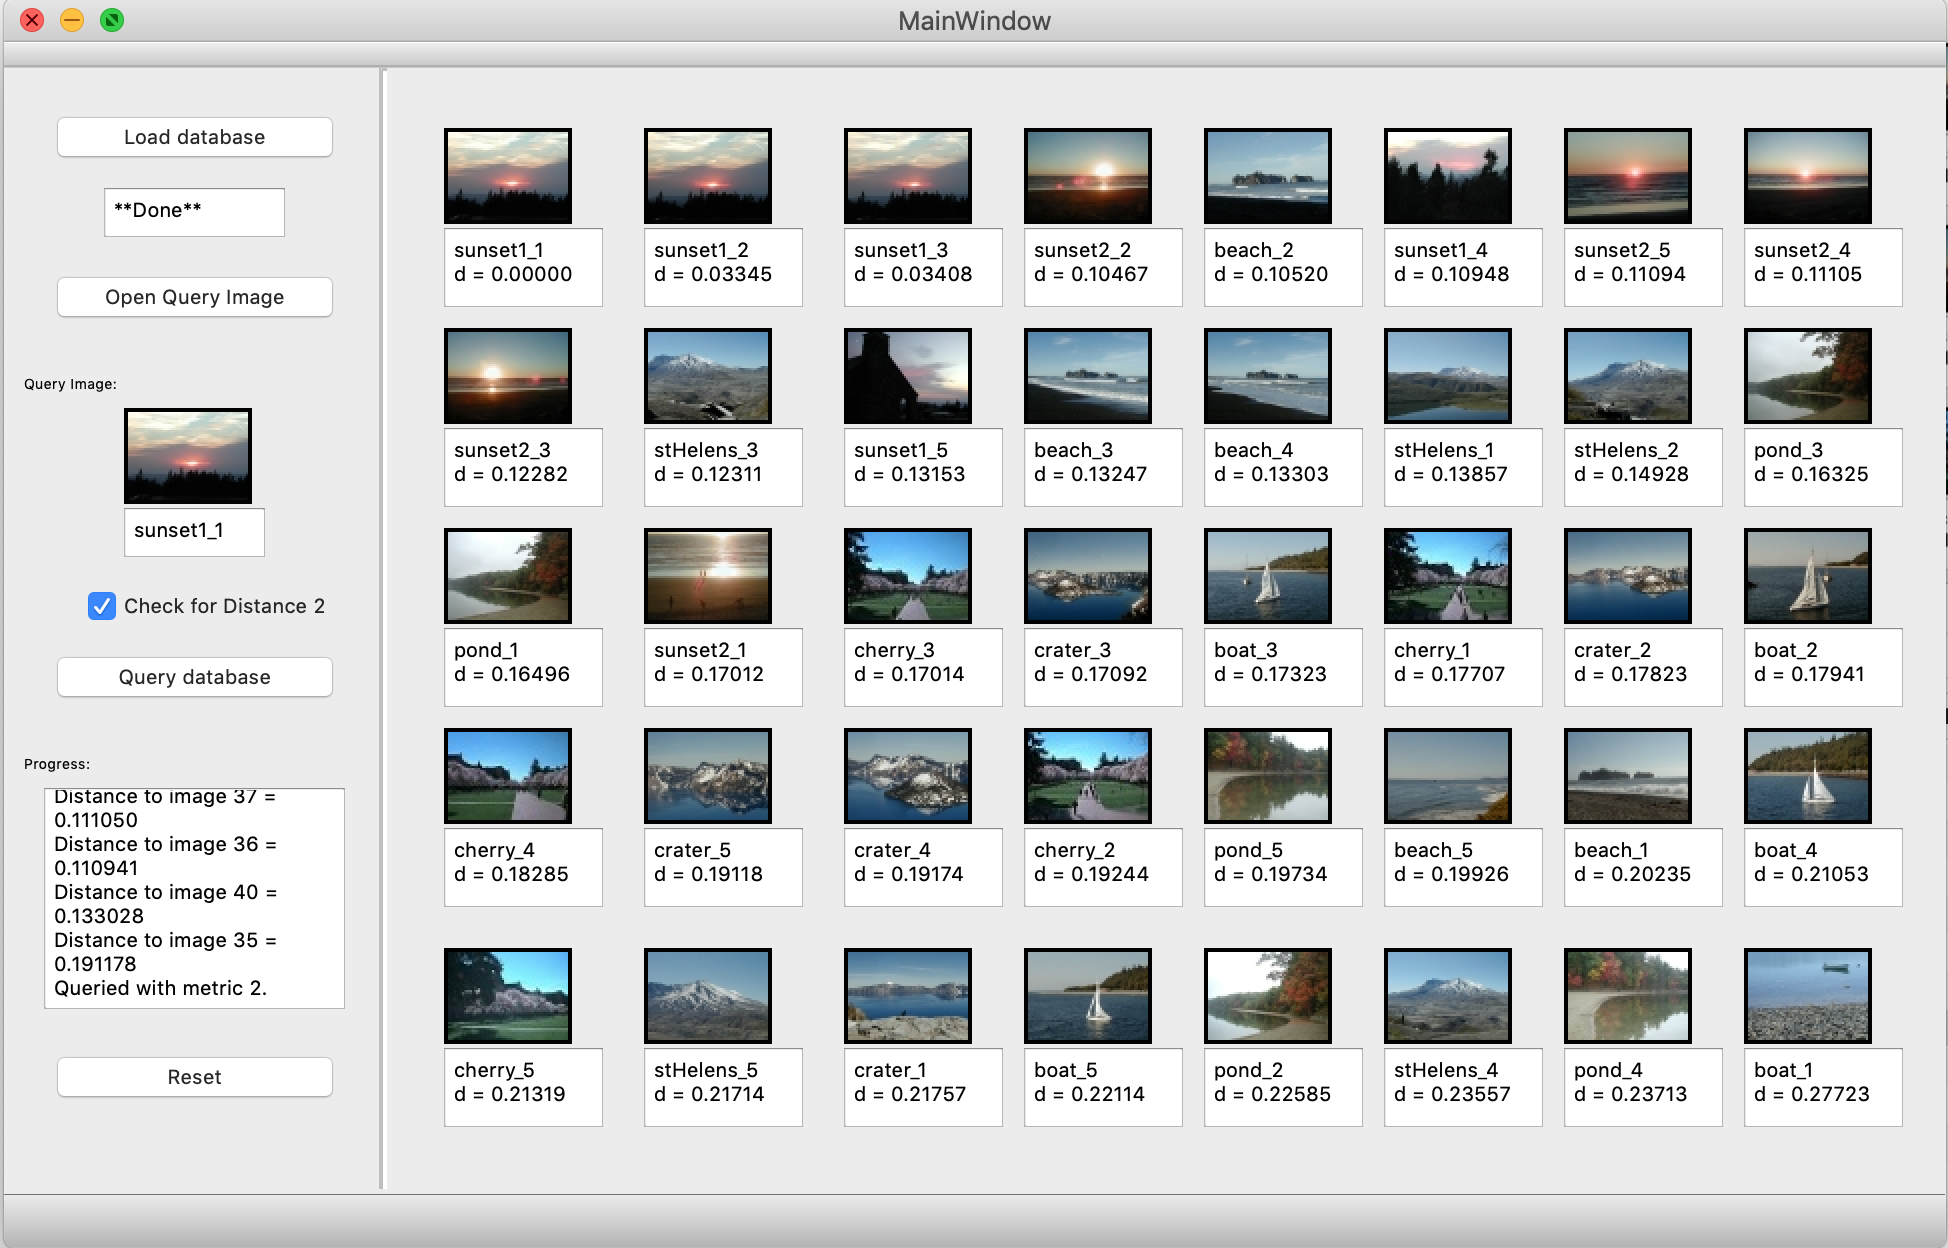 MainWindow
Load database
**Done**
Open Query Image
Query Image:
sunset1_1
Check for Distance 2
Query database
Progress:
Distance to image 37 =
0.111050
Distance to image 36 =
0.110941
Distance to image 40 =
0.133028
Distance to image 35 =
0.191178
Queried with metric 2.
Reset
sunset1_1
d = 0.00000
sunset1_2
d = 0.03345
sunset1_3
d = 0.03408
sunset2_2
d = 0.10467
beach_2
d = 0.10520
sunset1_4
d = 0.10948
sunset2_5
d = 0.11094
sunset2_4
d = 0.11105
sunset2_3
d = 0.12282
stHelens_3
d = 0.12311
sunset1_5
d = 0.13153
beach_3
d = 0.13247
beach_4
d = 0.13303
stHelens_1
d = 0.13857
stHelens_2
d = 0.14928
pond_3
d = 0.16325
pond_1
d = 0.16496
sunset2_1
d = 0.17012
cherry_3
d = 0.17014
crater_3
d = 0.17092
boat_3
d = 0.17323
cherry_1
d = 0.17707
crater_2
d = 0.17823
boat_2
d = 0.17941
cherry_4
d = 0.18285
crater_5
d = 0.19118
crater_4
d = 0.19174
cherry_2
d = 0.19244
pond_5
d = 0.19734
beach_5
d = 0.19926
beach_1
d = 0.20235
boat_4
d = 0.21053
cherry_5
d = 0.21319
stHelens_5
d = 0.21714
crater_1
d = 0.21757
boat_5
d = 0.22114
pond_2
d = 0.22585
stHelens_4
d = 0.23557
pond_4
d = 0.23713
boat_1
d = 0.27723